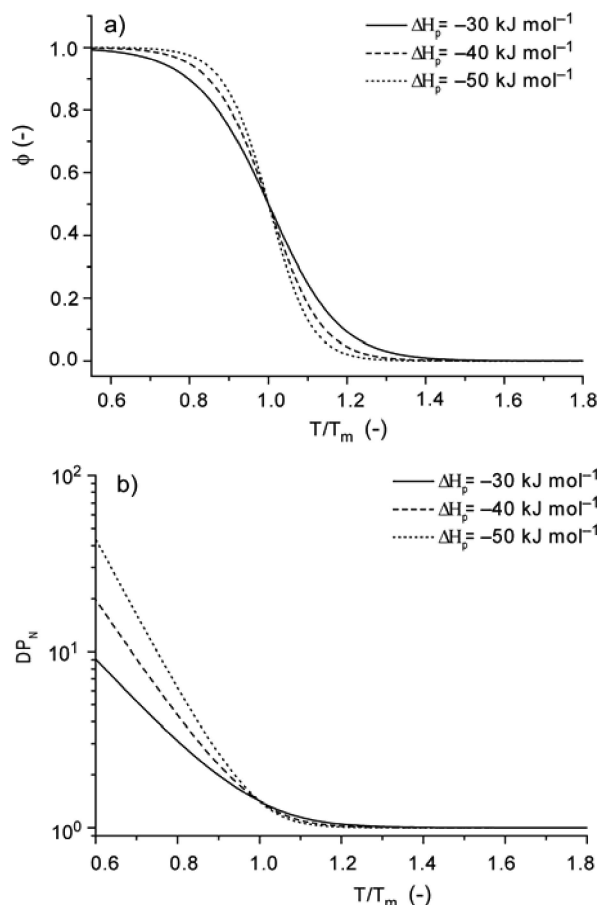 a)
ΔHₚ= –30 kJ mol⁻¹
ΔHₚ= –40 kJ mol⁻¹
ΔHₚ= –50 kJ mol⁻¹
1.0
0.8
0.6
0.4
0.2
0.0
ϕ (-)
0.6 0.8 1.0 1.2 1.4 1.6 1.8
T/Tₘ (-)
b)
ΔHₚ= –30 kJ mol⁻¹
ΔHₚ= –40 kJ mol⁻¹
ΔHₚ= –50 kJ mol⁻¹
10²
10¹
10⁰
DP_N
0.6 0.8 1.0 1.2 1.4 1.6 1.8
T/Tₘ (-)